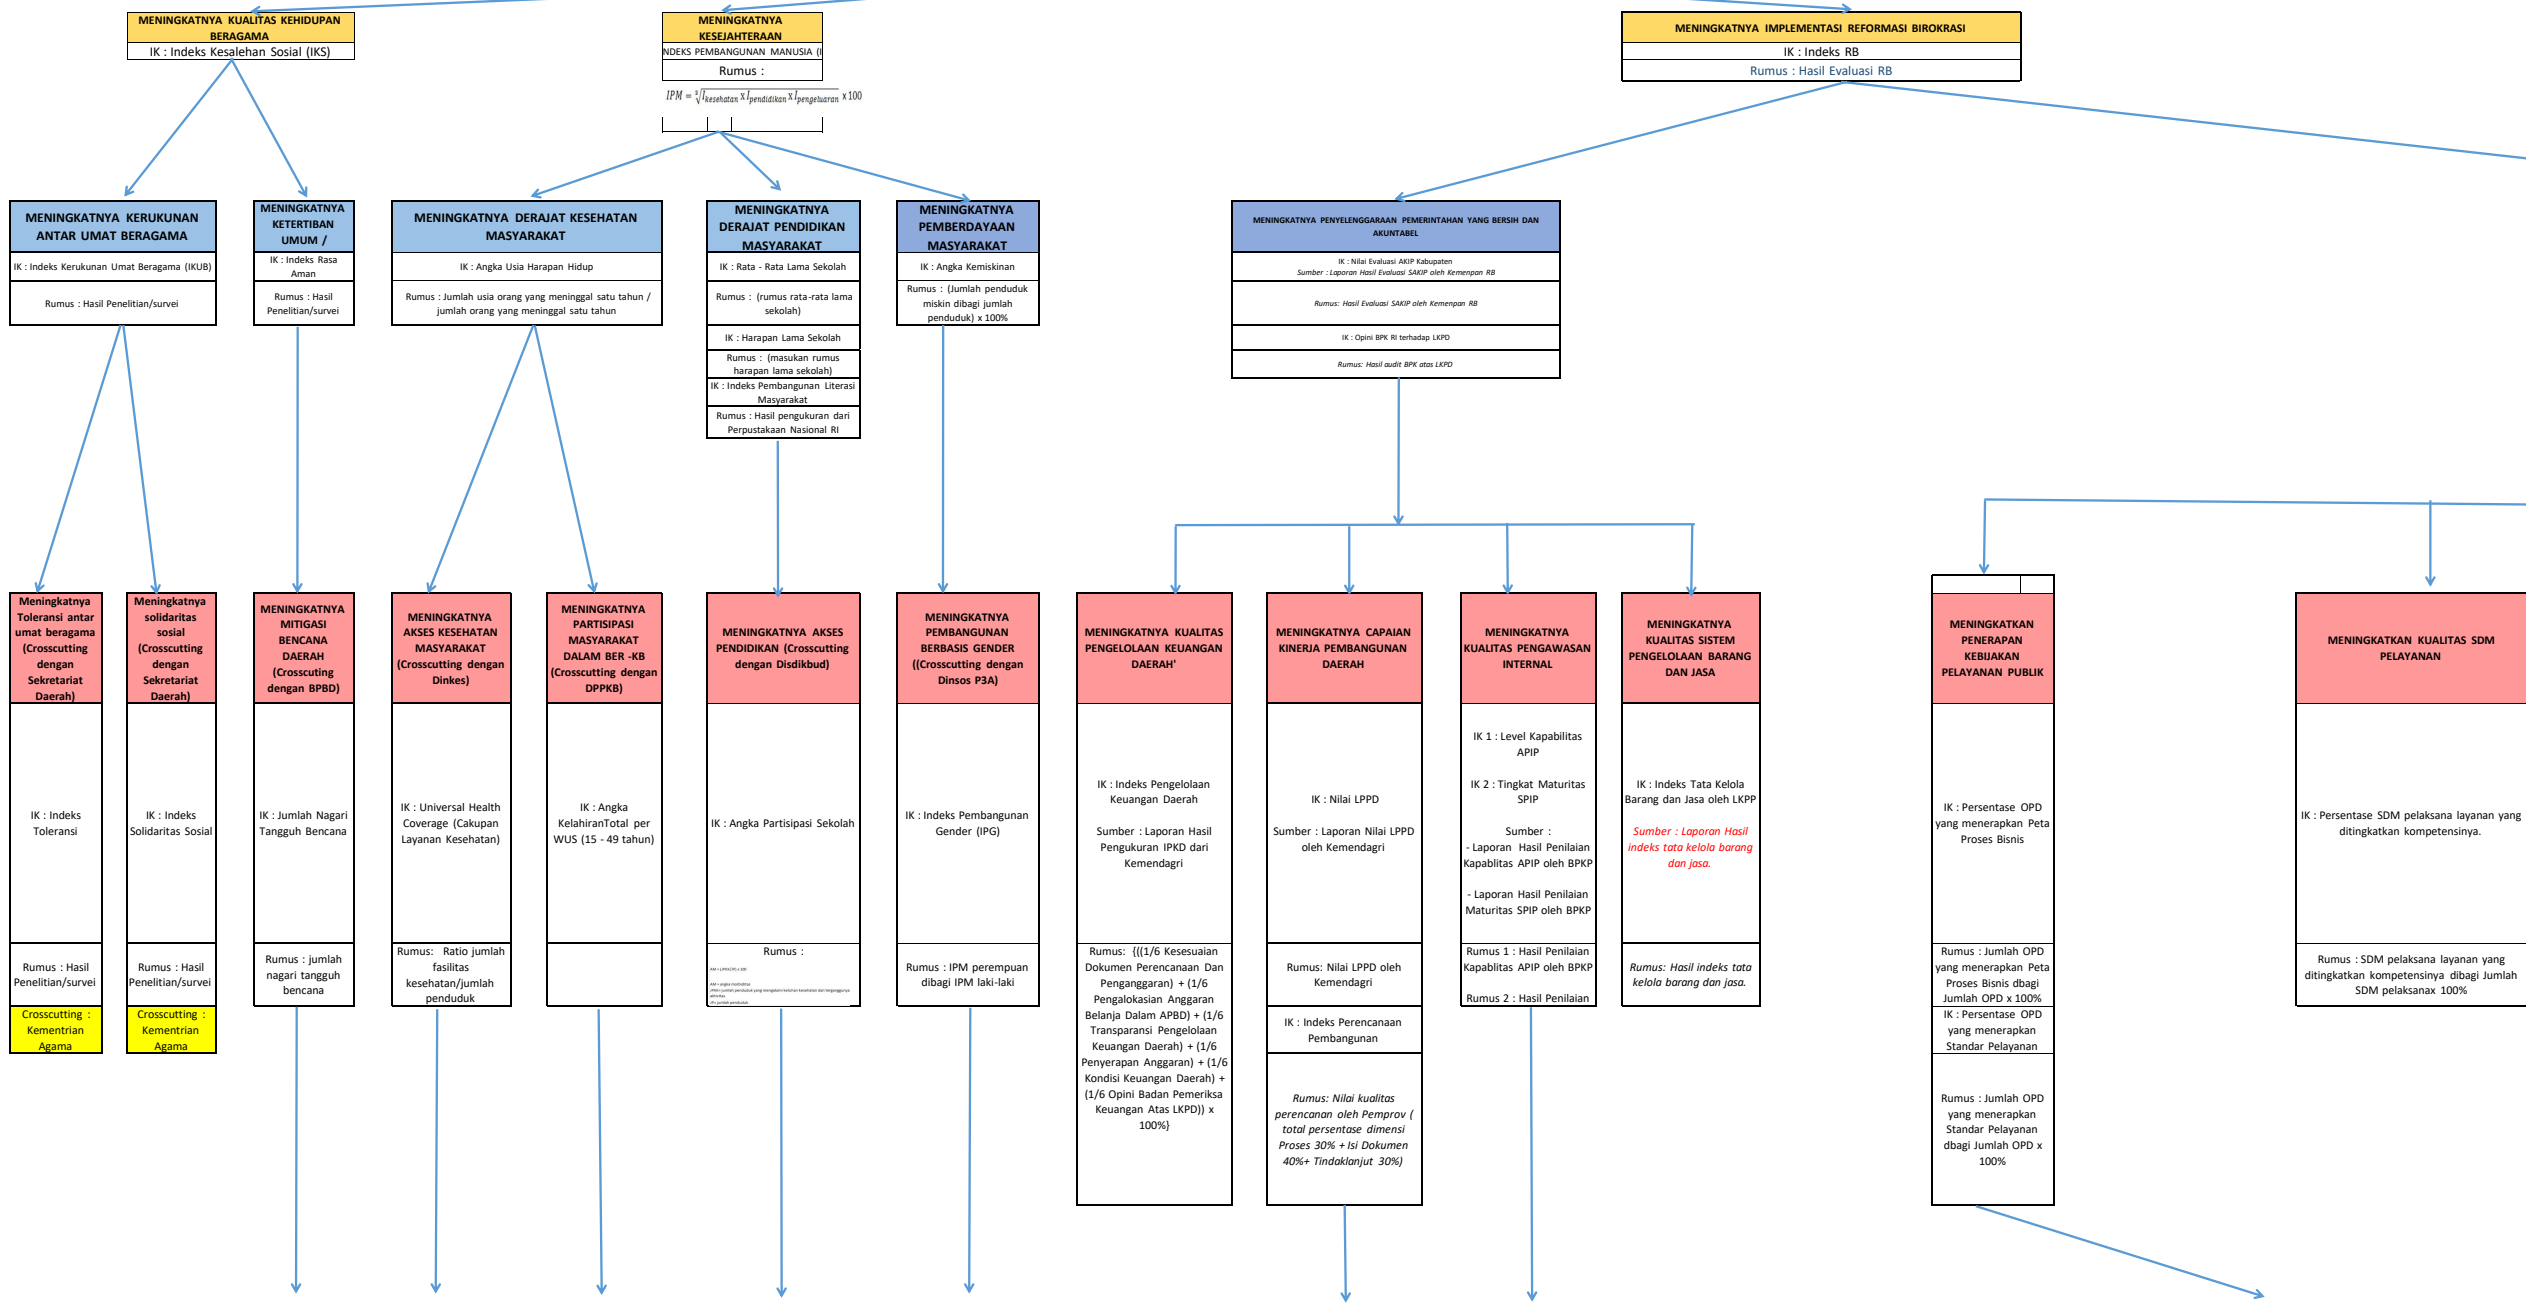 MENINGKATNYA KUALITAS KEHIDUPAN
BERAGAMA
IK : Indeks Kesalehan Sosial (IKS)
MENINGKATNYA
KESEJAHTERAAN
NDEKS PEMBANGUNAN MANUSIA (I
Rumus :
IPM = ∛(I_kesehatan x I_pendidikan x I_pengeluaran) x 100
MENINGKATNYA IMPLEMENTASI REFORMASI BIROKRASI
IK : Indeks RB
Rumus : Hasil Evaluasi RB
MENINGKATNYA KERUKUNAN
ANTAR UMAT BERAGAMA
IK : Indeks Kerukunan Umat Beragama (IKUB)
Rumus : Hasil Penelitian/survei
MENINGKATNYA
KETERTIBAN
UMUM /
IK : Indeks Rasa
Aman
Rumus : Hasil
Penelitian/survei
MENINGKATNYA DERAJAT KESEHATAN
MASYARAKAT
IK : Angka Usia Harapan Hidup
Rumus : Jumlah usia orang yang meninggal satu tahun /
jumlah orang yang meninggal satu tahun
MENINGKATNYA
DERAJAT PENDIDIKAN
MASYARAKAT
IK : Rata - Rata Lama Sekolah
Rumus : (rumus rata-rata lama
sekolah)
IK : Harapan Lama Sekolah
Rumus : (masukan rumus
harapan lama sekolah)
IK : Indeks Pembangunan Literasi
Masyarakat
Rumus : Hasil pengukuran dari
Perpustakaan Nasional RI
MENINGKATNYA
PEMBERDAYAAN
MASYARAKAT
IK : Angka Kemiskinan
Rumus : (Jumlah penduduk
miskin dibagi jumlah
penduduk) x 100%
MENINGKATNYA PENYELENGGARAAN PEMERINTAHAN YANG BERSIH DAN
AKUNTABEL
IK : Nilai Evaluasi AKIP Kabupaten
Sumber : Laporan Hasil Evaluasi SAKIP oleh Kemenpan RB
Rumus: Hasil Evaluasi SAKIP oleh Kemenpan RB
IK : Opini BPK RI terhadap LKPD
Rumus: Hasil audit BPK atas LKPD
Meningkatnya
Toleransi antar
umat beragama
(Crosscutting
dengan
Sekretariat
Daerah)
IK : Indeks
Toleransi
Rumus : Hasil
Penelitian/survei
Crosscutting :
Kementrian
Agama
Meningkatnya
solidaritas
sosial
(Crosscutting
dengan
Sekretariat
Daerah)
IK : Indeks
Solidaritas Sosial
Rumus : Hasil
Penelitian/survei
Crosscutting :
Kementrian
Agama
MENINGKATNYA
MITIGASI
BENCANA
DAERAH
(Crosscuting
dengan BPBD)
IK : Jumlah Nagari
Tangguh Bencana
Rumus : jumlah
nagari tangguh
bencana
MENINGKATNYA
AKSES KESEHATAN
MASYARAKAT
(Crosscutting dengan
Dinkes)
IK : Universal Health
Coverage (Cakupan
Layanan Kesehatan)
Rumus: Ratio jumlah
fasilitas
kesehatan/jumlah
penduduk
MENINGKATNYA
PARTISIPASI
MASYARAKAT
DALAM BER -KB
(Crosscutting dengan
DPPKB)
IK : Angka
KelahiranTotal per
WUS (15 - 49 tahun)
MENINGKATNYA AKSES
PENDIDIKAN (Crosscutting
dengan Disdikbud)
IK : Angka Partisipasi Sekolah
Rumus :
MENINGKATNYA
PEMBANGUNAN
BERBASIS GENDER
((Crosscutting dengan
Dinsos P3A)
IK : Indeks Pembangunan
Gender (IPG)
Rumus : IPM perempuan
dibagi IPM laki-laki
MENINGKATNYA KUALITAS
PENGELOLAAN KEUANGAN
DAERAH'
IK : Indeks Pengelolaan
Keuangan Daerah
Sumber : Laporan Hasil
Pengukuran IPKD dari
Kemendagri
Rumus: {((1/6 Kesesuaian
Dokumen Perencanaan Dan
Penganggaran) + (1/6
Pengalokasian Anggaran
Belanja Dalam APBD) + (1/6
Transparansi Pengelolaan
Keuangan Daerah) + (1/6
Penyerapan Anggaran) + (1/6
Kondisi Keuangan Daerah) +
(1/6 Opini Badan Pemeriksa
Keuangan Atas LKPD)) x
100%}
MENINGKATNYA CAPAIAN
KINERJA PEMBANGUNAN
DAERAH
IK : Nilai LPPD
Sumber : Laporan Nilai LPPD
oleh Kemendagri
Rumus: Nilai LPPD oleh
Kemendagri
IK : Indeks Perencanaan
Pembangunan
Rumus: Nilai kualitas
perencanan oleh Pemprov (
total persentase dimensi
Proses 30% + Isi Dokumen
40%+ Tindaklanjut 30%)
MENINGKATNYA
KUALITAS PENGAWASAN
INTERNAL
IK 1 : Level Kapabilitas
APIP
IK 2 : Tingkat Maturitas
SPIP
Sumber :
- Laporan Hasil Penilaian
Kapablitas APIP oleh BPKP
- Laporan Hasil Penilaian
Maturitas SPIP oleh BPKP
Rumus 1 : Hasil Penilaian
Kapablitas APIP oleh BPKP
Rumus 2 : Hasil Penilaian
MENINGKATNYA
KUALITAS SISTEM
PENGELOLAAN BARANG
DAN JASA
IK : Indeks Tata Kelola
Barang dan Jasa oleh LKPP
Sumber : Laporan Hasil
indeks tata kelola barang
dan jasa.
Rumus: Hasil indeks tata
kelola barang dan jasa.
MENINGKATKAN
PENERAPAN
KEBIJAKAN
PELAYANAN PUBLIK
IK : Persentase OPD
yang menerapkan Peta
Proses Bisnis
Rumus : Jumlah OPD
yang menerapkan Peta
Proses Bisnis dbagi
Jumlah OPD x 100%
IK : Persentase OPD
yang menerapkan
Standar Pelayanan
Rumus : Jumlah OPD
yang menerapkan
Standar Pelayanan
dbagi Jumlah OPD x
100%
MENINGKATKAN KUALITAS SDM
PELAYANAN
IK : Persentase SDM pelaksana layanan yang
ditingkatkan kompetensinya.
Rumus : SDM pelaksana layanan yang
ditingkatkan kompetensinya dibagi Jumlah
SDM pelaksanax 100%